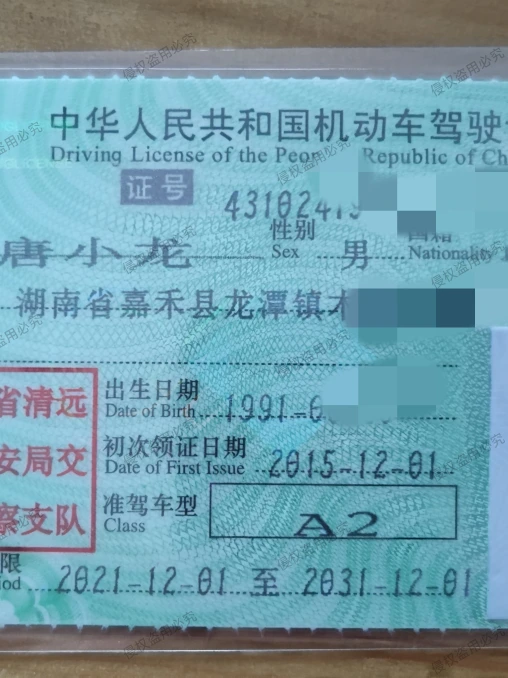 中华人民共和国机动车驾驶
Driving License of the Peop Republic of Ch
证号 43102419
性别 男
Sex Nationality
唐小龙
湖南省嘉禾县龙潭镇
出生日期 1991-0
Date of Birth
初次领证日期 2015-12-01
Date of First Issue
准驾车型 A2
Class
省清远
安局交
察支队
限 2021-12-01 至 2031-12-01
iod
侵权盗用必究